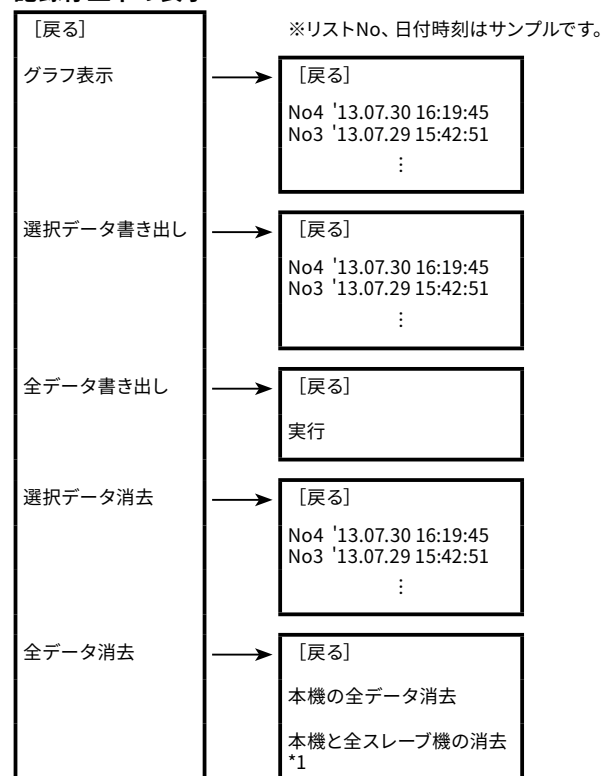 ［戻る］
※リストNo、日付時刻はサンプルです。
グラフ表示
［戻る］
No4 '13.07.30 16:19:45
No3 '13.07.29 15:42:51
⋮
選択データ書き出し
［戻る］
No4 '13.07.30 16:19:45
No3 '13.07.29 15:42:51
⋮
全データ書き出し
［戻る］
実行
選択データ消去
［戻る］
No4 '13.07.30 16:19:45
No3 '13.07.29 15:42:51
⋮
全データ消去
［戻る］
本機の全データ消去
本機と全スレーブ機の消去
*1